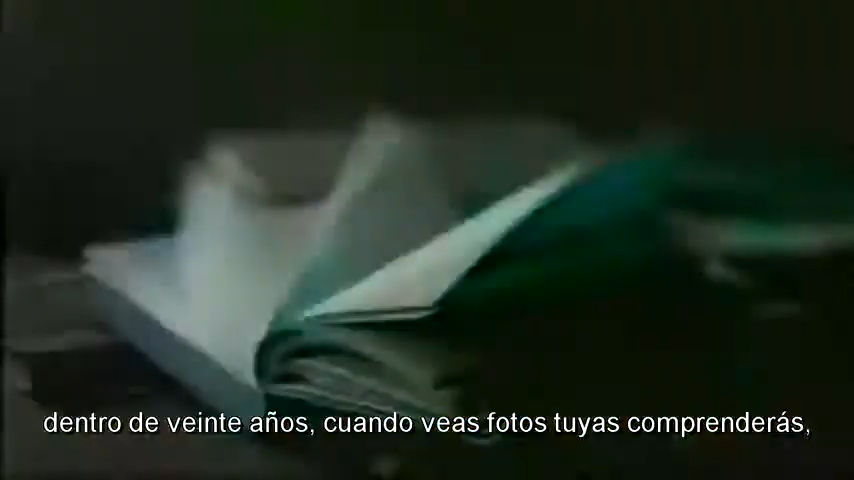 dentro de veinte años, cuando veas fotos tuyas comprenderás,